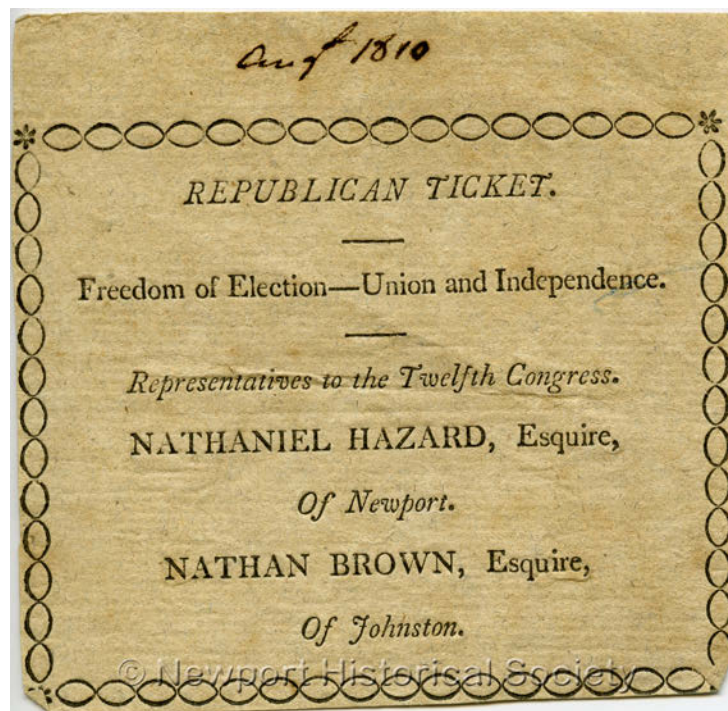 Augt 1810
REPUBLICAN TICKET.
Freedom of Election—Union and Independence.
Representatives to the Twelfth Congress.
NATHANIEL HAZARD, Esquire,
Of Newport.
NATHAN BROWN, Esquire,
Of Johnston.
© Newport Historical Society